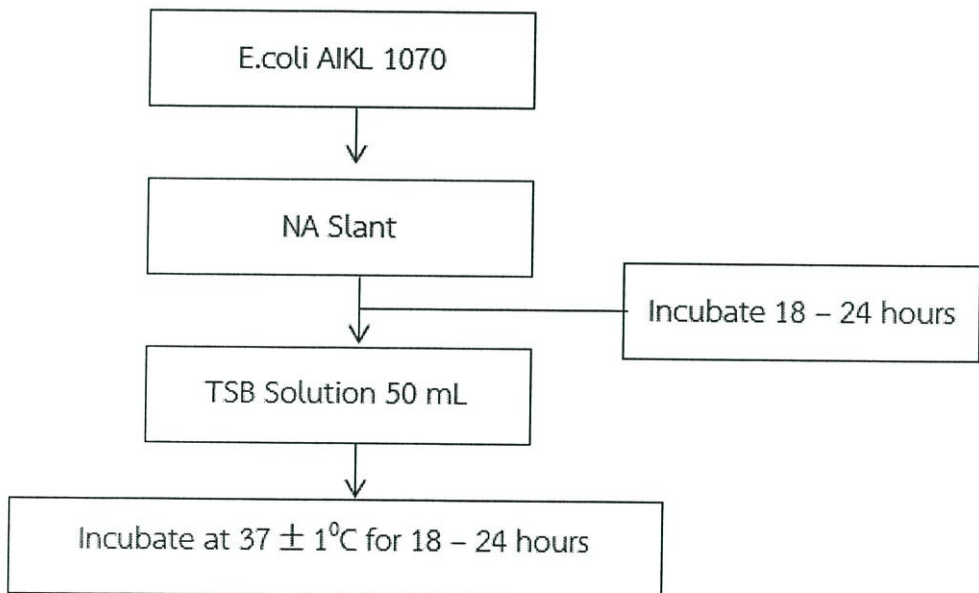 E.coli AIKL 1070
NA Slant
Incubate 18 – 24 hours
TSB Solution 50 mL
Incubate at 37 ± 1⁰C for 18 – 24 hours